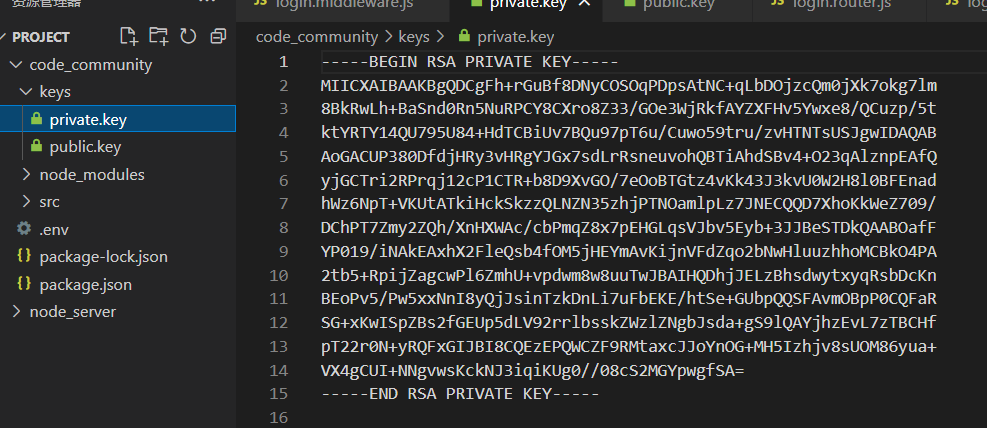 资源管理器
login.middleware.js
private.key
public.key
login.router.js
PROJECT
code_community > keys > private.key
code_community
keys
private.key
public.key
node_modules
src
.env
package-lock.json
package.json
node_server
1 -----BEGIN RSA PRIVATE KEY-----
2 MIICXAIBAAKBgQDCgFh+rGuBf8DNyCOSOqPDpsAtNC+qLbDOjzcQm0jXk7okg7lm
3 8BkRwLh+BaSnd0Rn5NuRPCY8CXro8Z33/GOe3WjRkfAYZXFHv5Ywxe8/QCuzp/5t
4 ktYRTY14QU795U84+HdTCBiUv7BQu97pT6u/Cuwo59tru/zvHTNTsUSJgwIDAQAB
5 AoGACUP380DfdjHRy3vHRgYJGx7sdLrRsneuvohQBTiAhdSBv4+O23qAlznpEAfQ
6 yjGCTri2RPrqj12cP1CTR+b8D9XvGO/7eOoBTGtz4vKk43J3kvU0W2H8l0BFEnad
7 hWz6NpT+VKUtATkiHckSkzzQLNZN35zhjPTNOamlpLz7JNECQQD7XhoKkWeZ709/
8 DChPT7Zmy2ZQh/XnHXWAc/cbPmqZ8x7pEHGLqsVJbv5Eyb+3JJBeSTDkQAABOafF
9 YP019/iNAkEAxhX2FleQsb4fOM5jHEYmAvKijnVFdZqo2bNwHluuzhhoMCBkO4PA
10 2tb5+RpijZagcwPl6ZmhU+vpdwm8w8uuTwJBAIHQDhjJELzBhsdwytxyqRsbDcKn
11 BEoPv5/Pw5xxNnI8yQjJsinTzkDnLi7uFbEKE/htSe+GUbpQQSFAvmOBpP0CQFaR
12 SG+xKwISpZBs2fGEUp5dLV92rrlbsskZWzlZNgbJsda+gS9lQAYjhzEvL7zTBCHf
13 pT22r0N+yRQFxGIJBI8CQEzEPQWCZF9RMtaxcJJoYnOG+MH5Izhjv8sUOM86yua+
14 VX4gCUI+NNgvwsKckNJ3iqiKUg0//08cS2MGYpwgfSA=
15 -----END RSA PRIVATE KEY-----
16